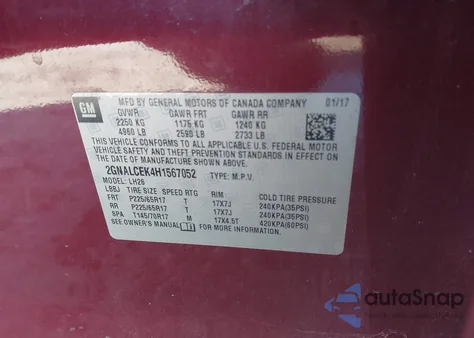 GM
MFD BY GENERAL MOTORS OF CANADA COMPANY 01/17
GVWR GAWR FRT GAWR RR
2250 KG 1175 KG 1240 KG
4960 LB 2590 LB 2733 LB
THIS VEHICLE CONFORMS TO ALL APPLICABLE U.S. FEDERAL MOTOR
VEHICLE SAFETY AND THEFT PREVENTION STANDARDS IN EFFECT ON
THE DATE OF MANUFACTURE SHOWN ABOVE.
2GNALCEK4H1567052 TYPE: M.P.V.
MODEL: LH26
LBBJ TIRE SIZE SPEED RTG RIM COLD TIRE PRESSURE
FRT P225/65R17 T 17X7J 240KPA(35PSI)
RR P225/65R17 T 17X7J 240KPA(35PSI)
SPA T145/70R17 M 17X4.5T 420KPA(60PSI)
SEE OWNER'S MANUAL FOR MORE INFORMATION.
autoSnap
www.autosnap.com